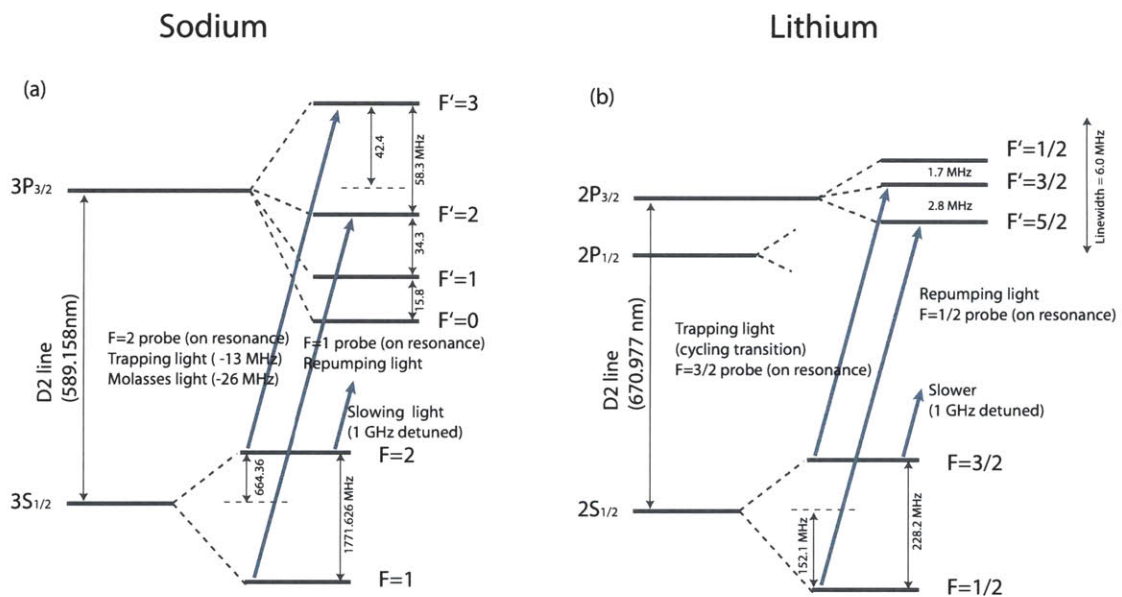 Sodium
Lithium
(a)
F'=3
42.4
58.3 MHz
3P3/2
F'=2
34.3
F'=1
15.8
F'=0
D2 line
(589.158nm)
F=2 probe (on resonance)
Trapping light ( -13 MHz)
Molasses light (-26 MHz)
F=1 probe (on resonance)
Repumping light
Slowing light
(1 GHz detuned)
F=2
664.36
1771.626 MHz
3S1/2
F=1
(b)
F'=1/2
1.7 MHz
F'=3/2
2.8 MHz
F'=5/2
Linewidth = 6.0 MHz
2P3/2
2P1/2
D2 line
(670.977 nm)
Trapping light
(cycling transition)
F=3/2 probe (on resonance)
Repumping light
F=1/2 probe (on resonance)
Slower
(1 GHz detuned)
F=3/2
2S1/2
152.1 MHz
228.2 MHz
F=1/2